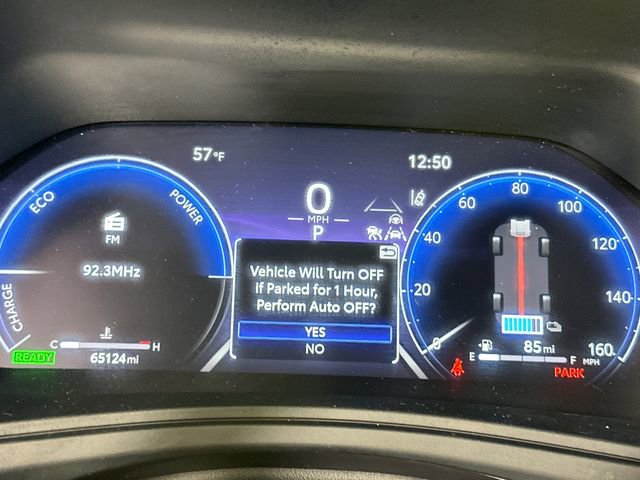 57°F
12:50
ECO
POWER
CHARGE
FM
92.3MHz
READY
C
H
65124mi
0
MPH
P
Vehicle Will Turn OFF
if Parked for 1 Hour,
Perform Auto OFF?
YES
NO
0
20
40
60
80
100
120
140
160
MPH
85mi
E
F
PARK